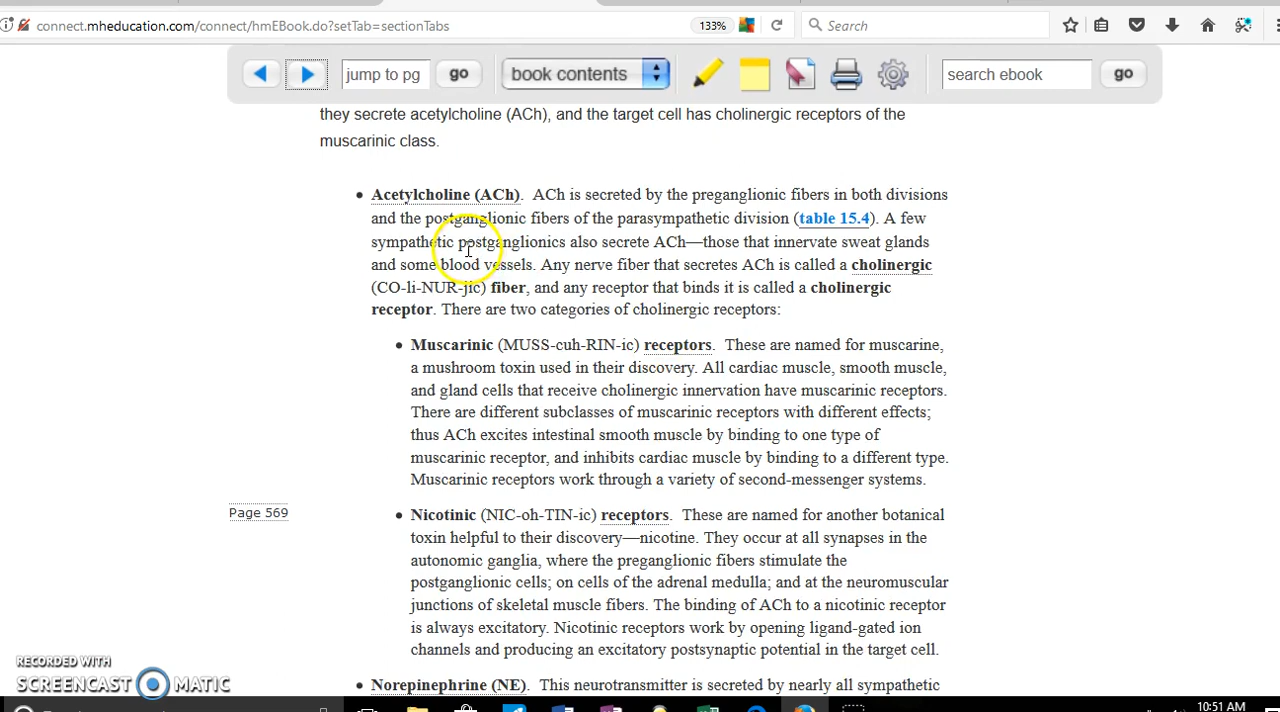 connect.mheducation.com/connect/hmEBook.do?setTab=sectionTabs 133% Search
jump to pg go book contents search ebook go
they secrete acetylcholine (ACh), and the target cell has cholinergic receptors of the
muscarinic class.
• Acetylcholine (ACh). ACh is secreted by the preganglionic fibers in both divisions
and the postganglionic fibers of the parasympathetic division (table 15.4). A few
sympathetic postganglionics also secrete ACh—those that innervate sweat glands
and some blood vessels. Any nerve fiber that secretes ACh is called a cholinergic
(CO-li-NUR-jic) fiber, and any receptor that binds it is called a cholinergic
receptor. There are two categories of cholinergic receptors:
• Muscarinic (MUSS-cuh-RIN-ic) receptors. These are named for muscarine,
a mushroom toxin used in their discovery. All cardiac muscle, smooth muscle,
and gland cells that receive cholinergic innervation have muscarinic receptors.
There are different subclasses of muscarinic receptors with different effects;
thus ACh excites intestinal smooth muscle by binding to one type of
muscarinic receptor, and inhibits cardiac muscle by binding to a different type.
Muscarinic receptors work through a variety of second-messenger systems.
Page 569
• Nicotinic (NIC-oh-TIN-ic) receptors. These are named for another botanical
toxin helpful to their discovery—nicotine. They occur at all synapses in the
autonomic ganglia, where the preganglionic fibers stimulate the
postganglionic cells; on cells of the adrenal medulla; and at the neuromuscular
junctions of skeletal muscle fibers. The binding of ACh to a nicotinic receptor
is always excitatory. Nicotinic receptors work by opening ligand-gated ion
channels and producing an excitatory postsynaptic potential in the target cell.
• Norepinephrine (NE). This neurotransmitter is secreted by nearly all sympathetic
RECORDED WITH
SCREENCAST MATIC
10:51 AM